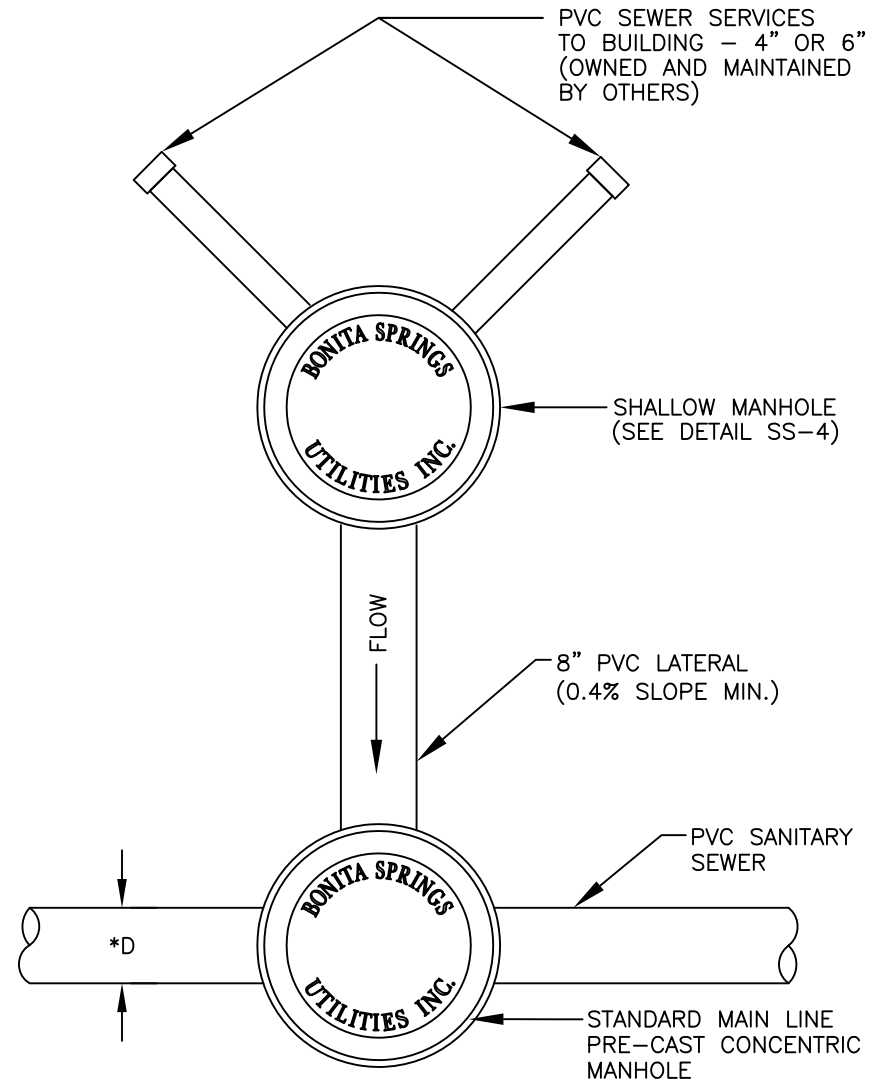 PVC SEWER SERVICES
TO BUILDING – 4” OR 6”
(OWNED AND MAINTAINED
BY OTHERS)
BONITA SPRINGS
UTILITIES INC.
SHALLOW MANHOLE
(SEE DETAIL SS–4)
FLOW
8” PVC LATERAL
(0.4% SLOPE MIN.)
PVC SANITARY
SEWER
BONITA SPRINGS
UTILITIES INC.
*D
STANDARD MAIN LINE
PRE–CAST CONCENTRIC
MANHOLE